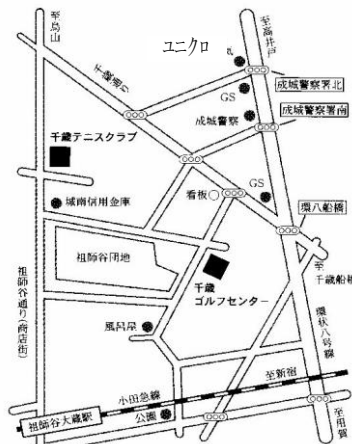 至烏山
ユニクロ
至高井戸
千歳通り
GS
成城警察署北
成城警察署南
成城警察
千歳テニスクラブ
城南信用金庫
看板
GS
環八船橋
祖師谷団地
至千歳船橋
千歳
ゴルフセンター
祖師谷通り(商店街)
風呂屋
環状八号線
小田急線
至新宿
祖師谷大蔵駅
公園
至用賀